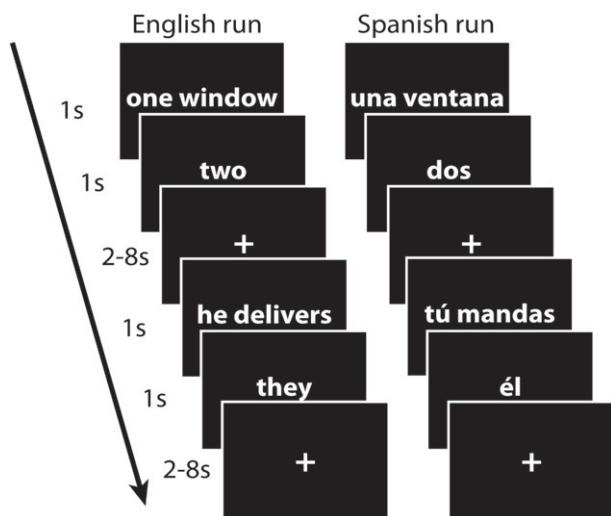 English run
Spanish run
1s
one window
una ventana
1s
two
dos
2-8s
+
+
1s
he delivers
tú mandas
1s
they
él
2-8s
+
+